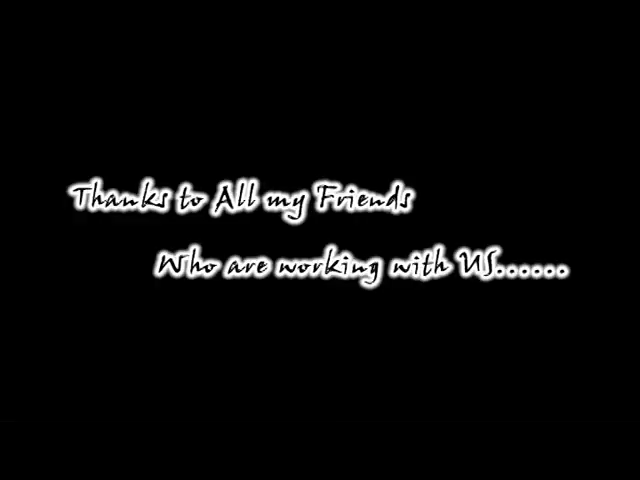 Thanks to All my Friends
Who are working with US......